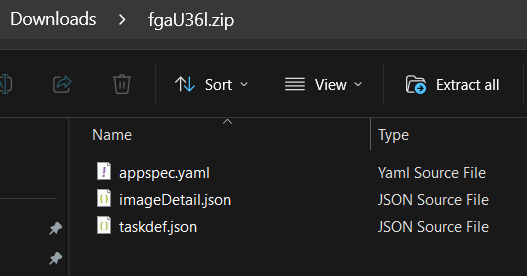 Downloads > fgaU36l.zip
Sort View Extract all
Name Type
appspec.yaml Yaml Source File
imageDetail.json JSON Source File
taskdef.json JSON Source File